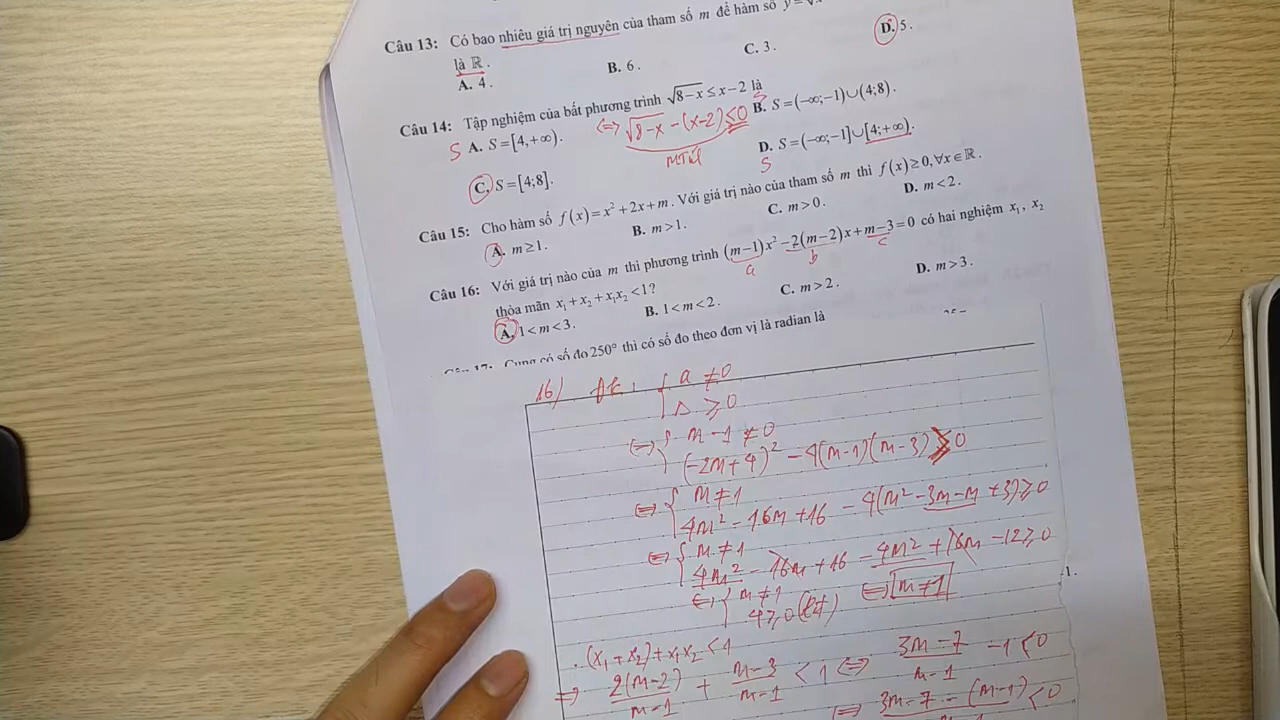 Câu 13: Có bao nhiêu giá trị nguyên của tham số m để hàm số y =
là ℝ.
A. 4. B. 6. C. 3. D. 5.
Câu 14: Tập nghiệm của bất phương trình √(8−x) ≤ x−2 là
⇔ √(8−x) − (x−2) ≤ 0
S A. S = [4,+∞). S B. S = (−∞;−1)∪(4;8).
C. S = [4;8]. S D. S = (−∞;−1]∪[4;+∞).
Câu 15: Cho hàm số f(x) = x² + 2x + m. Với giá trị nào của tham số m thì f(x) ≥ 0, ∀x ∈ ℝ.
A. m ≥ 1. B. m > 1. C. m > 0. D. m < 2.
Câu 16: Với giá trị nào của m thì phương trình (m−1)x² − 2(m−2)x + m − 3 = 0 có hai nghiệm x₁, x₂
a b c
thỏa mãn x₁ + x₂ + x₁x₂ < 1?
A. 1 < m < 3. B. 1 < m < 2. C. m > 2. D. m > 3.
Cung có số đo 250° thì có số đo theo đơn vị là radian là
16) đk: { a ≠ 0
Δ ≥ 0
⇔ { m − 1 ≠ 0
(−2m+4)² − 4(m−1)(m−3) ≥ 0
⇔ { m ≠ 1
4m² − 16m + 16 − 4(m² − 3m − m + 3) ≥ 0
⇔ { m ≠ 1
4m² − 16m + 16 − 4m² + 16m − 12 ≥ 0
1.
⇔ { m ≠ 1
4 ≥ 0 (lđ) ⇔ m ≠ 1
. (x₁ + x₂) + x₁x₂ < 1
⇒ 2(m−2)/(m−1) + (m−3)/(m−1) < 1 ⇔ (3m−7)/(m−1) − 1 < 0
⇔ 3m − 7 − (m−1) < 0